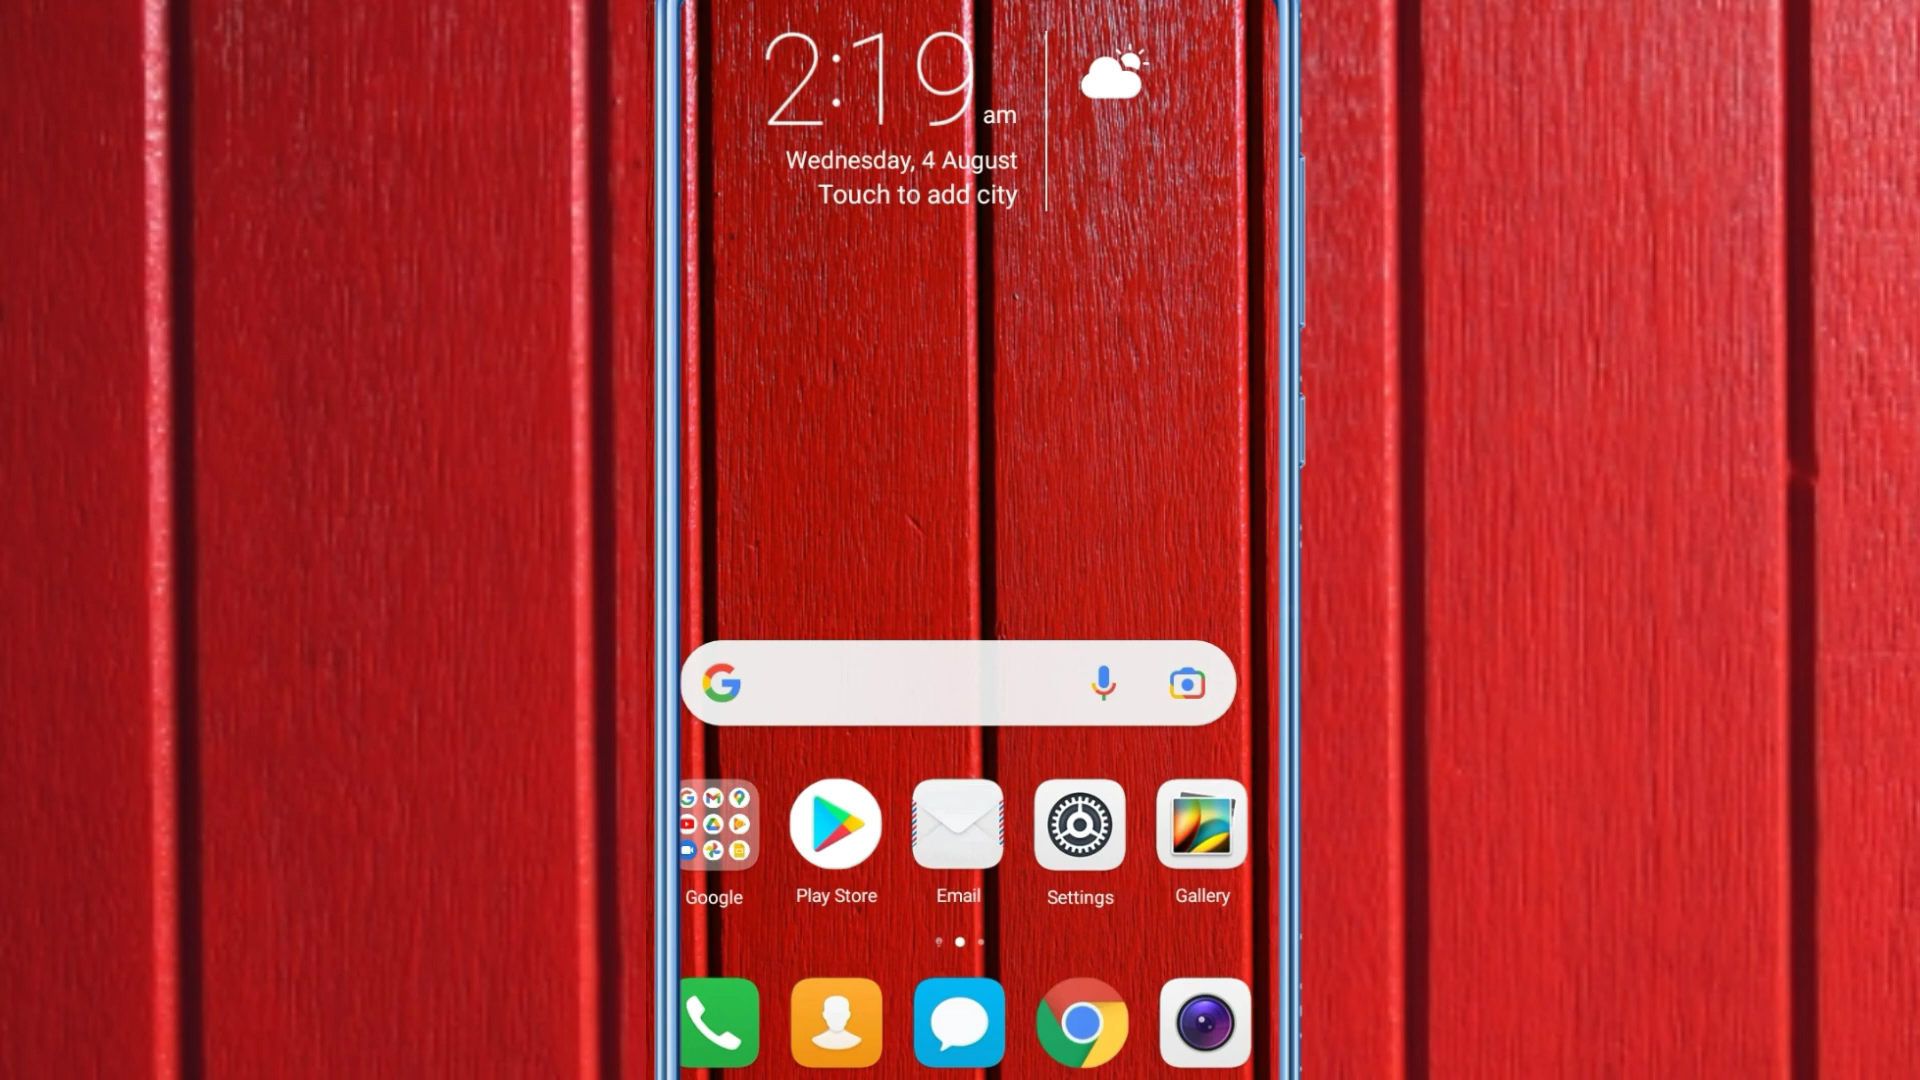 2:19 am
Wednesday, 4 August
Touch to add city
Google
Play Store
Email
Settings
Gallery